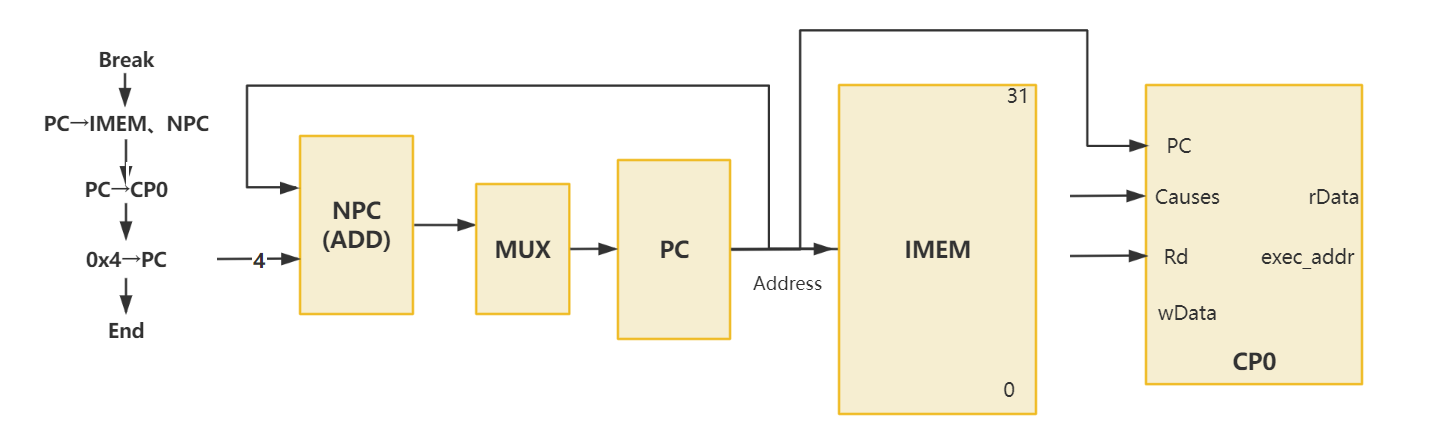 Break
PC→IMEM、NPC
PC→CP0
0x4→PC
End
4
NPC
(ADD)
MUX
PC
Address
31
IMEM
0
PC
Causes
rData
Rd
exec_addr
wData
CP0